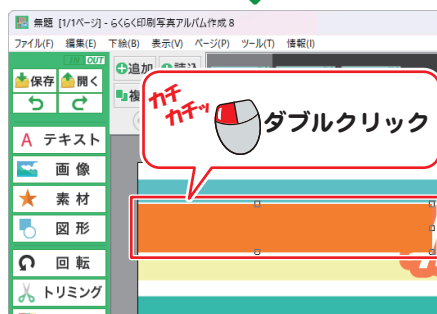 無題 [1/1ページ] - らくらく印刷写真アルバム作成 8
ファイル(F) 編集(E) 下絵(B) 表示(V) ページ(P) ツール(T) 情報(I)
IN OUT
保存 開く
追加
複
カチ
カチッ
ダブルクリック
テキスト
画像
素材
図形
回転
トリミング